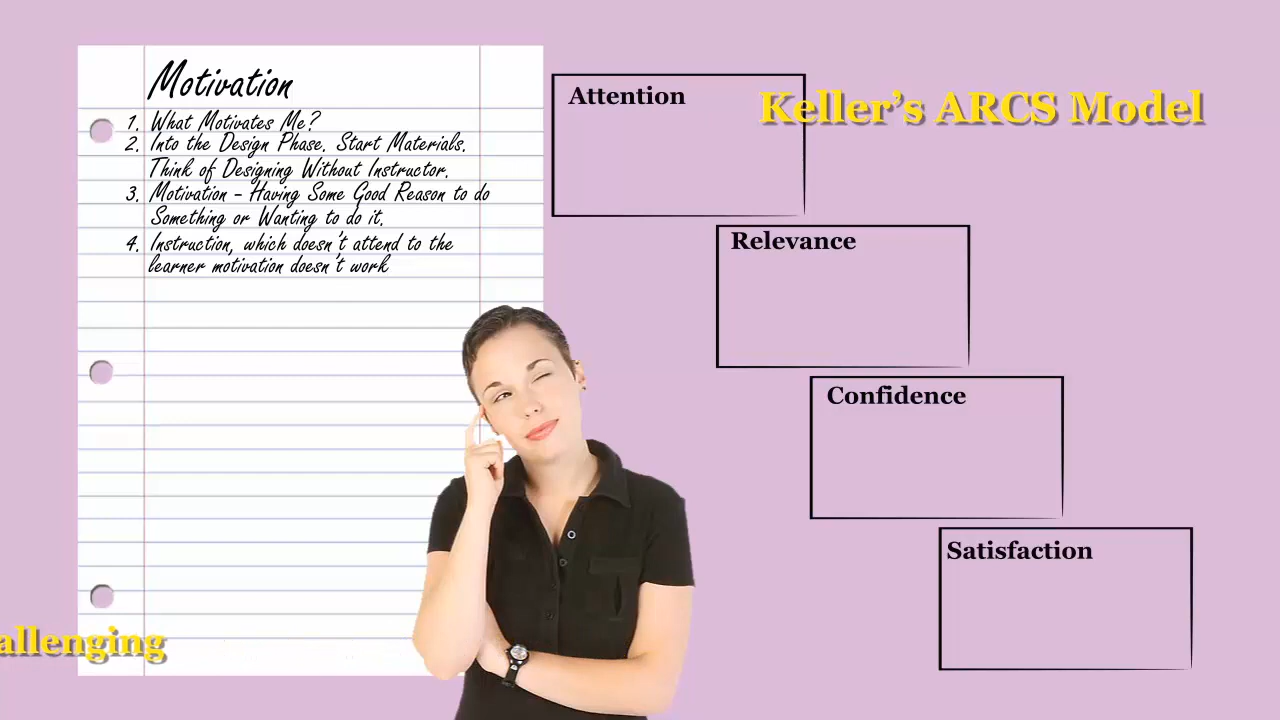 Motivation
1. What Motivates Me?
2. Into the Design Phase. Start Materials.
Think of Designing Without Instructor.
3. Motivation - Having Some Good Reason to do
Something or Wanting to do it.
4. Instruction, which doesn't attend to the
learner motivation doesn't work
Keller's ARCS Model
Attention
Relevance
Confidence
Satisfaction
allenging